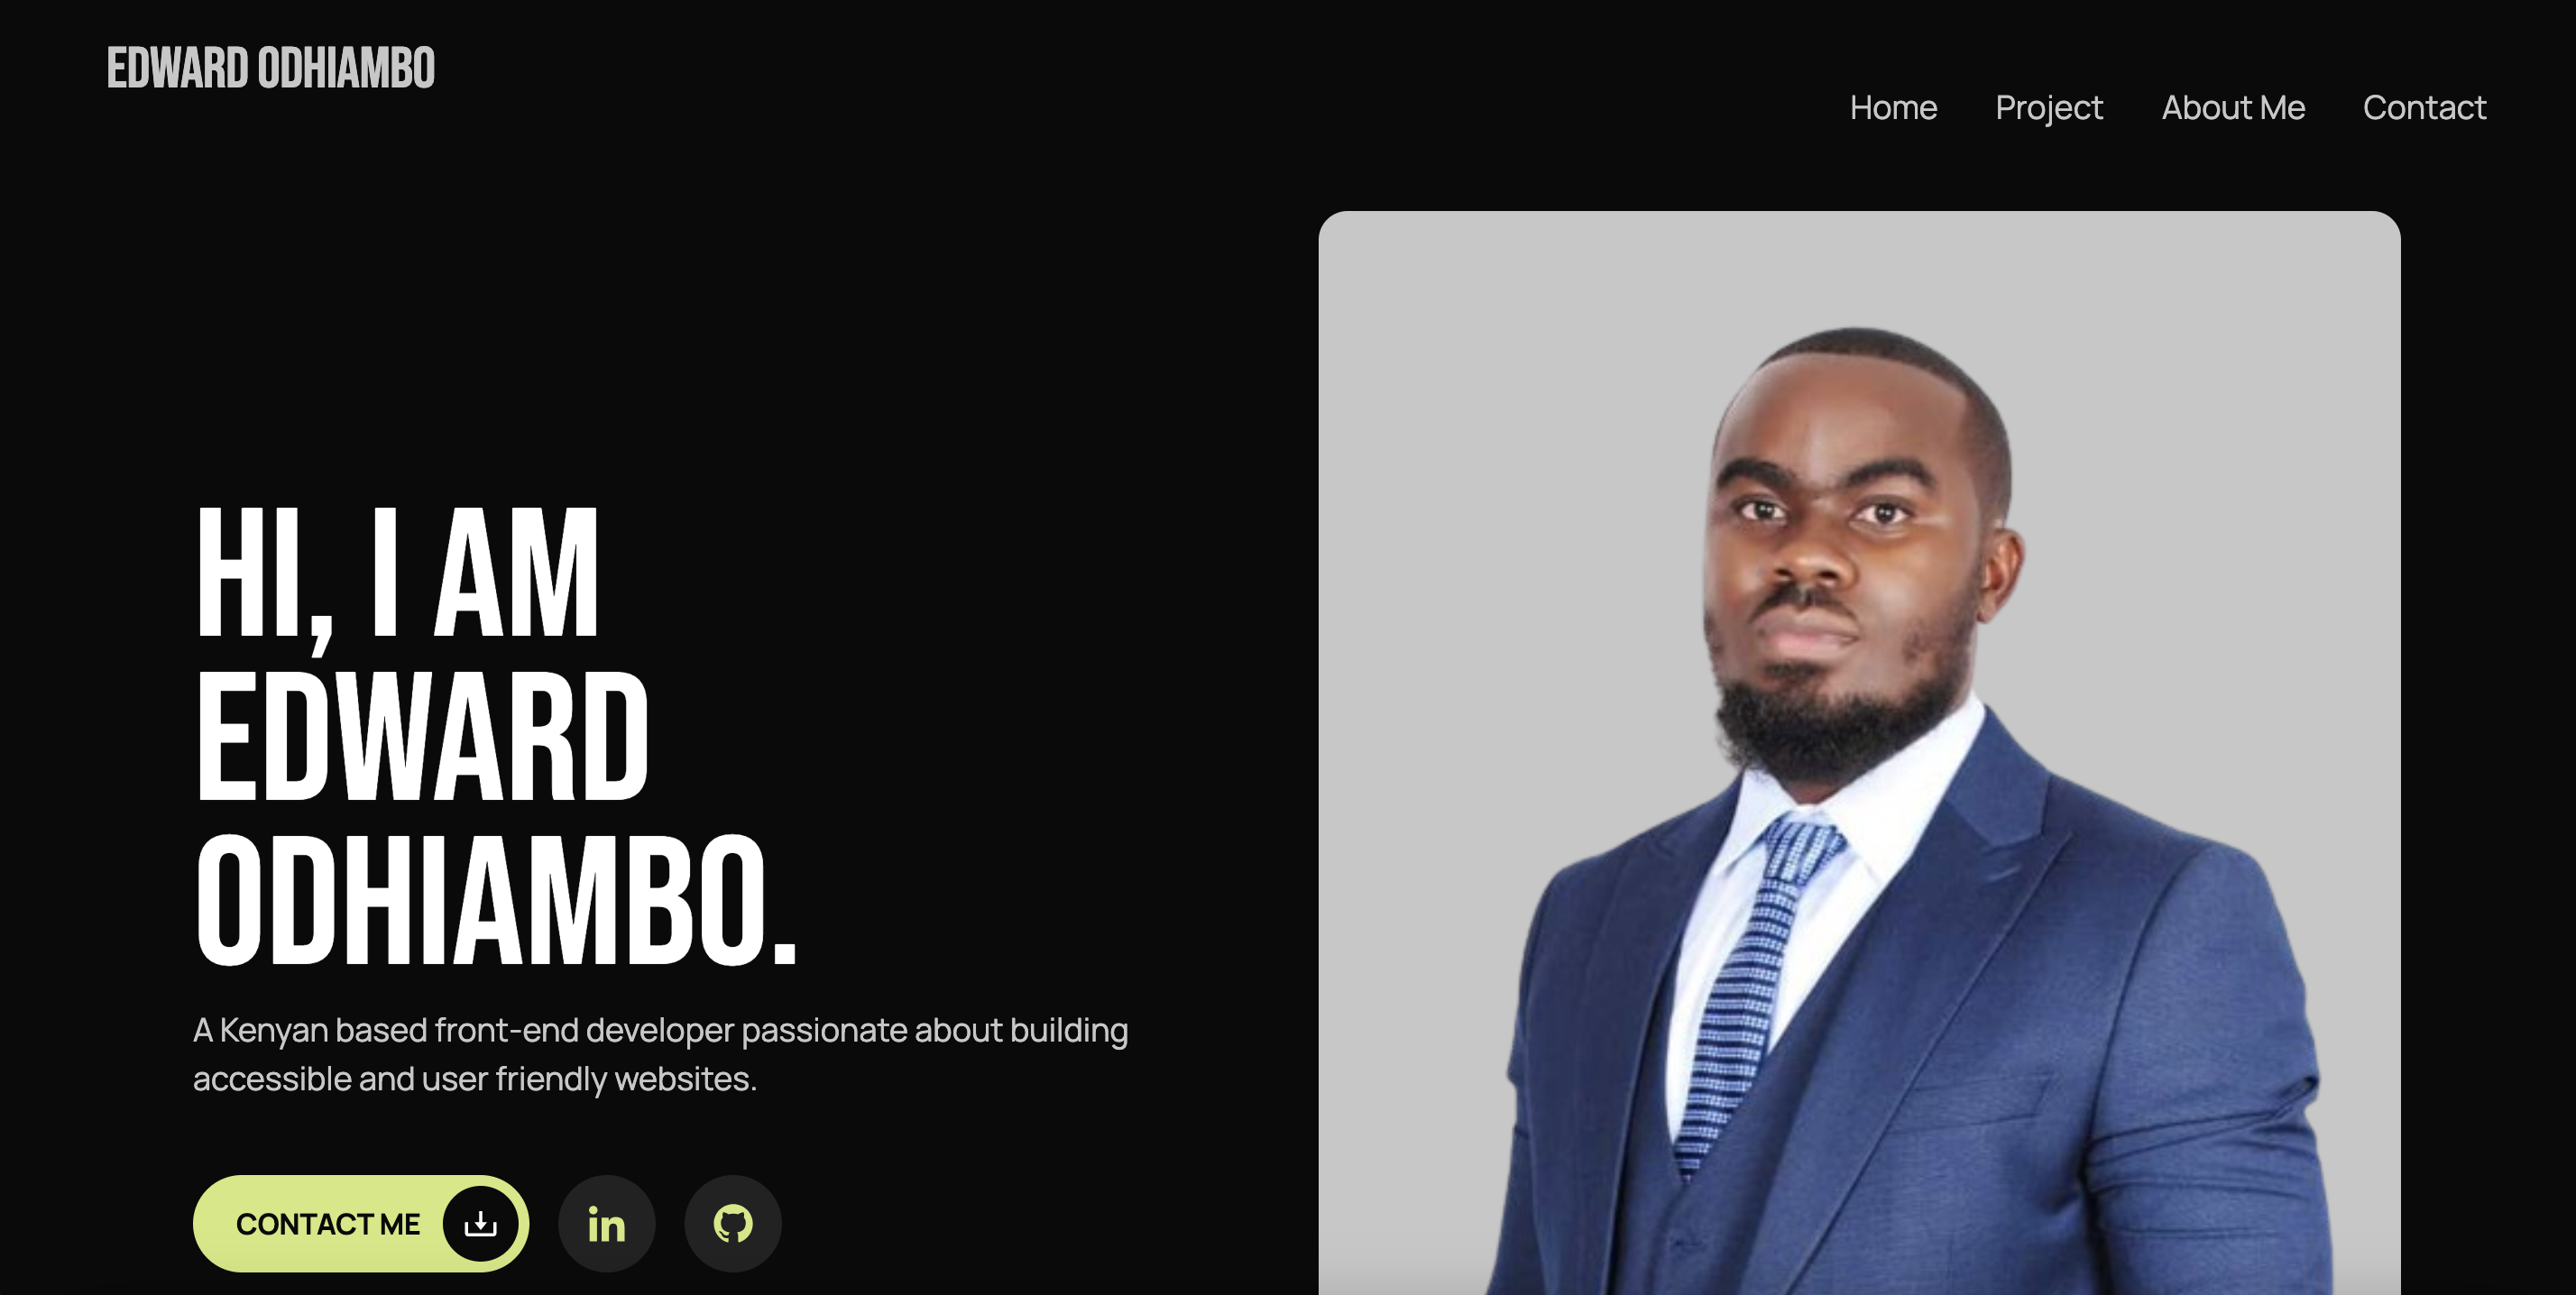 EDWARD ODHIAMBO
Home Project About Me Contact
HI, I AM
EDWARD
ODHIAMBO.
A Kenyan based front-end developer passionate about building
accessible and user friendly websites.
CONTACT ME
in